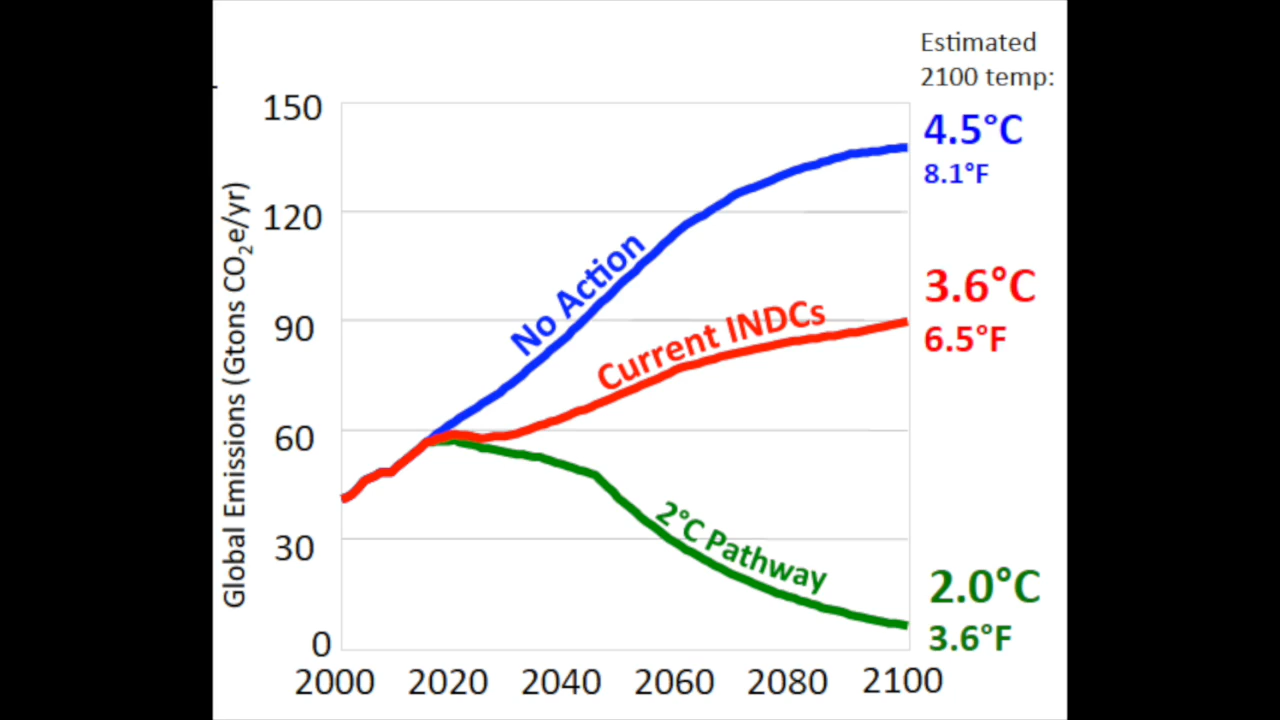 Estimated
2100 temp:
150
120
90
60
30
0
Global Emissions (Gtons CO₂e/yr)
No Action
Current INDCs
2°C Pathway
4.5°C
8.1°F
3.6°C
6.5°F
2.0°C
3.6°F
2000 2020 2040 2060 2080 2100